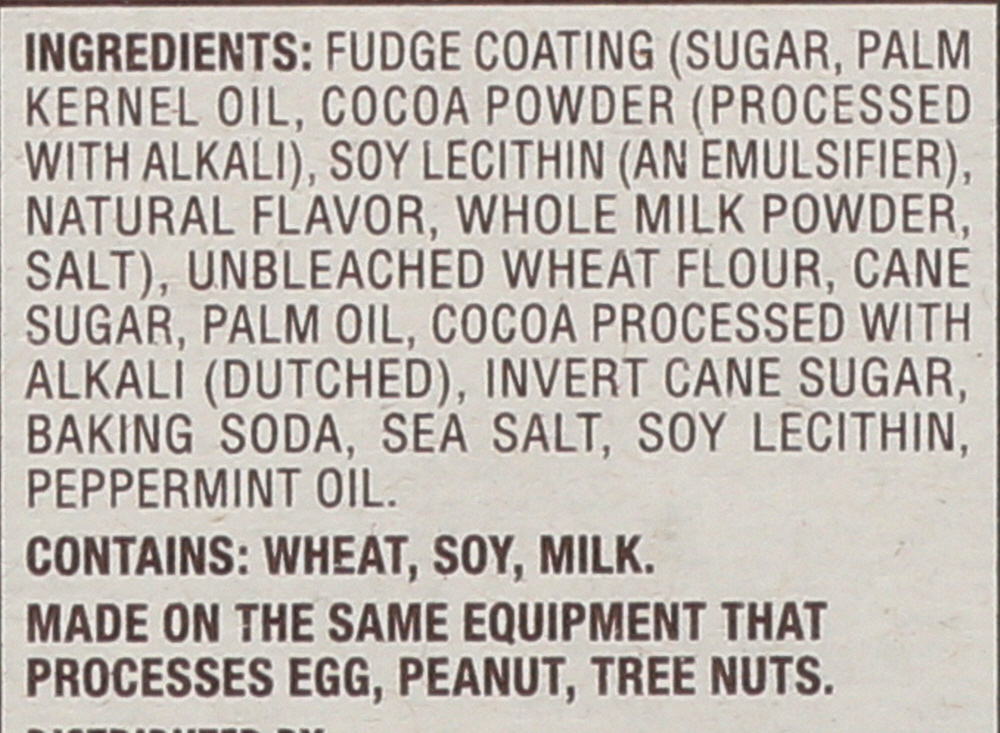 INGREDIENTS: FUDGE COATING (SUGAR, PALM
KERNEL OIL, COCOA POWDER (PROCESSED
WITH ALKALI), SOY LECITHIN (AN EMULSIFIER),
NATURAL FLAVOR, WHOLE MILK POWDER,
SALT), UNBLEACHED WHEAT FLOUR, CANE
SUGAR, PALM OIL, COCOA PROCESSED WITH
ALKALI (DUTCHED), INVERT CANE SUGAR,
BAKING SODA, SEA SALT, SOY LECITHIN,
PEPPERMINT OIL.
CONTAINS: WHEAT, SOY, MILK.
MADE ON THE SAME EQUIPMENT THAT
PROCESSES EGG, PEANUT, TREE NUTS.